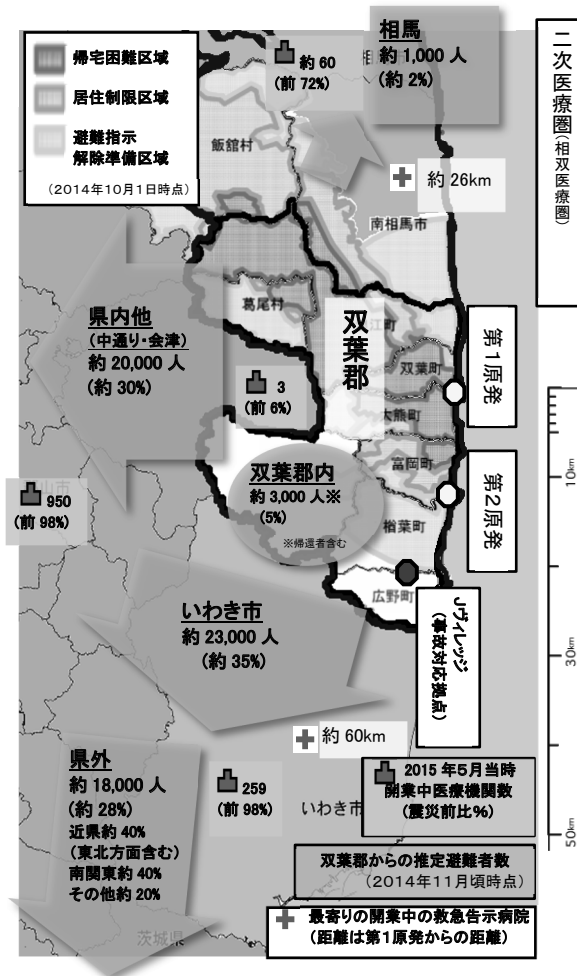 帰宅困難区域
居住制限区域
避難指示
解除準備区域
(2014年10月1日時点)
約 60
(前 72%)
相馬
約 1,000 人
(約 2%)
二次医療圏(相双医療圏)
飯舘村
約 26km
南相馬市
県内他
(中通り・会津)
約 20,000 人
(約 30%)
葛尾村
双葉郡
江町
双葉町
大熊町
富岡町
楢葉町
広野町
第1原発
第2原発
3
(前 6%)
双葉郡内
約 3,000 人※
(5%)
※帰還者含む
山市
950
(前 98%)
Jヴィレッジ
(事故対応拠点)
いわき市
約 23,000 人
(約 35%)
約 60km
県外
約 18,000 人
(約 28%)
近県約 40%
(東北方面含む)
南関東約 40%
その他約 20%
259
(前 98%)
いわき市
2015 年5月当時
開業中医療機関数
(震災前比%)
双葉郡からの推定避難者数
(2014年11月頃時点)
最寄りの開業中の救急告示病院
(距離は第1原発からの距離)
茨城県
0
10km
30km
50km